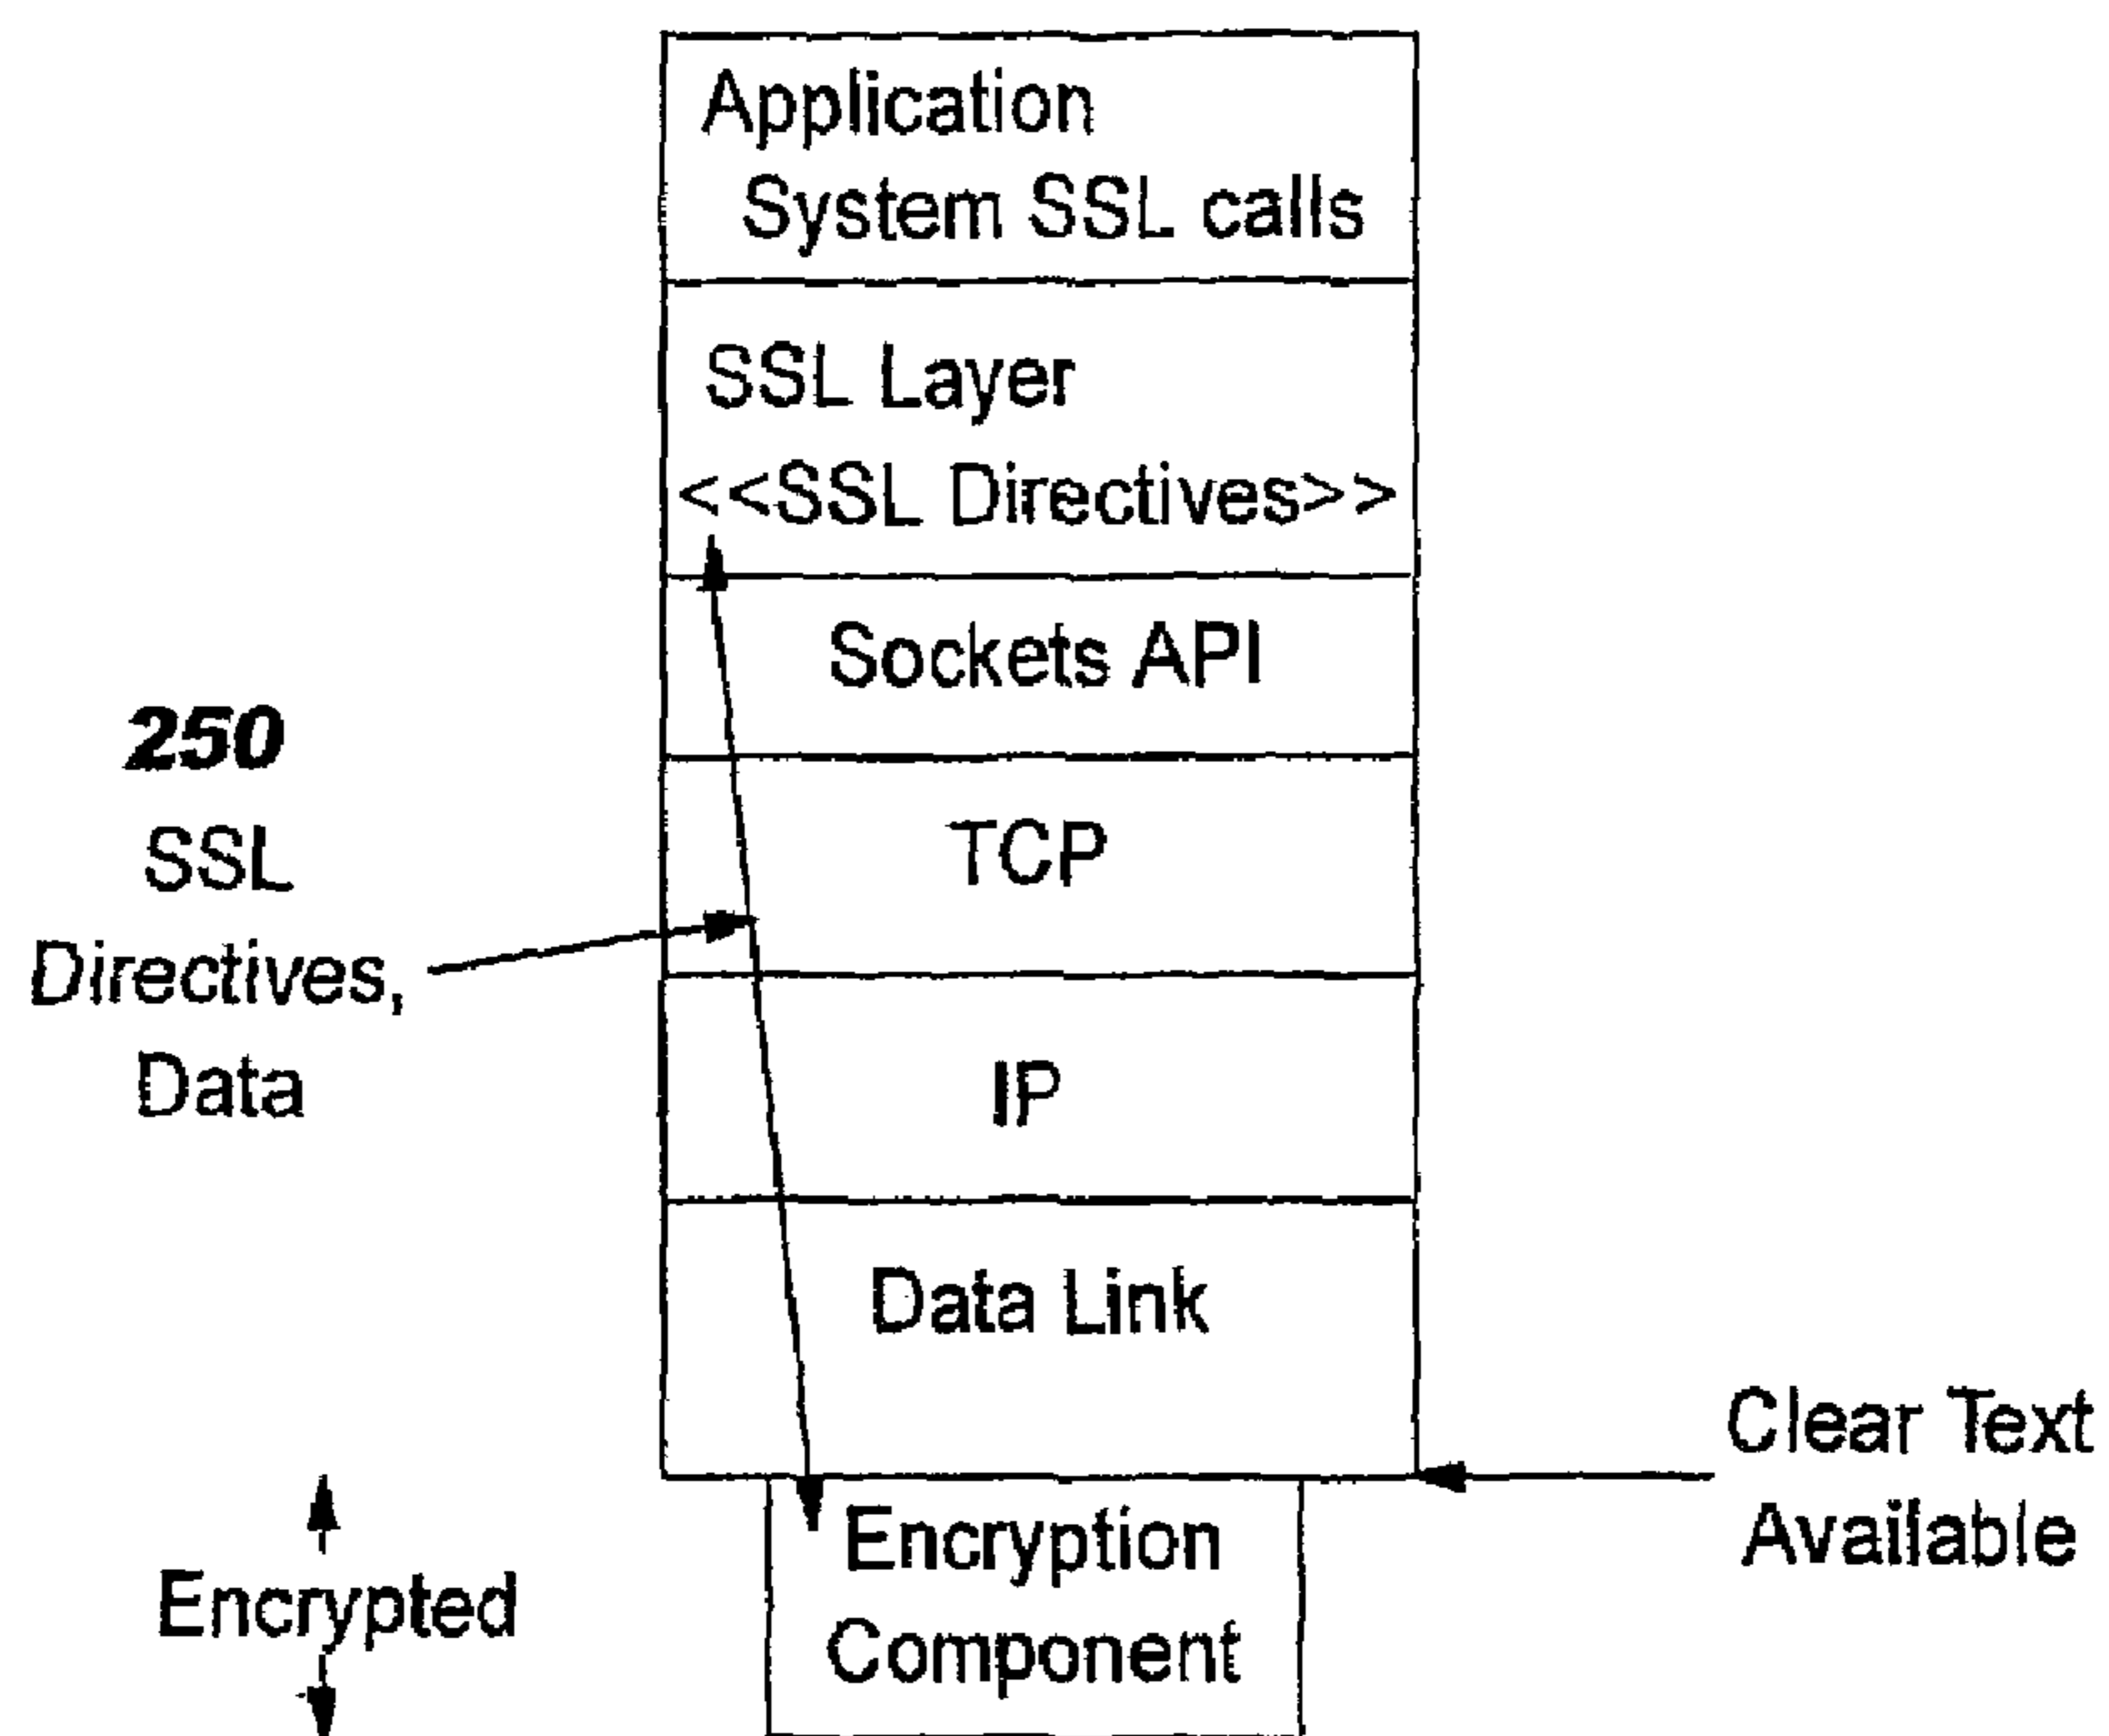 Application
System SSL calls
SSL Layer
<<SSL Directives>>
Sockets API
250
SSL
Directives,
Data
TCP
IP
Data Link
Clear Text
Available
Encrypted
Encryption
Component